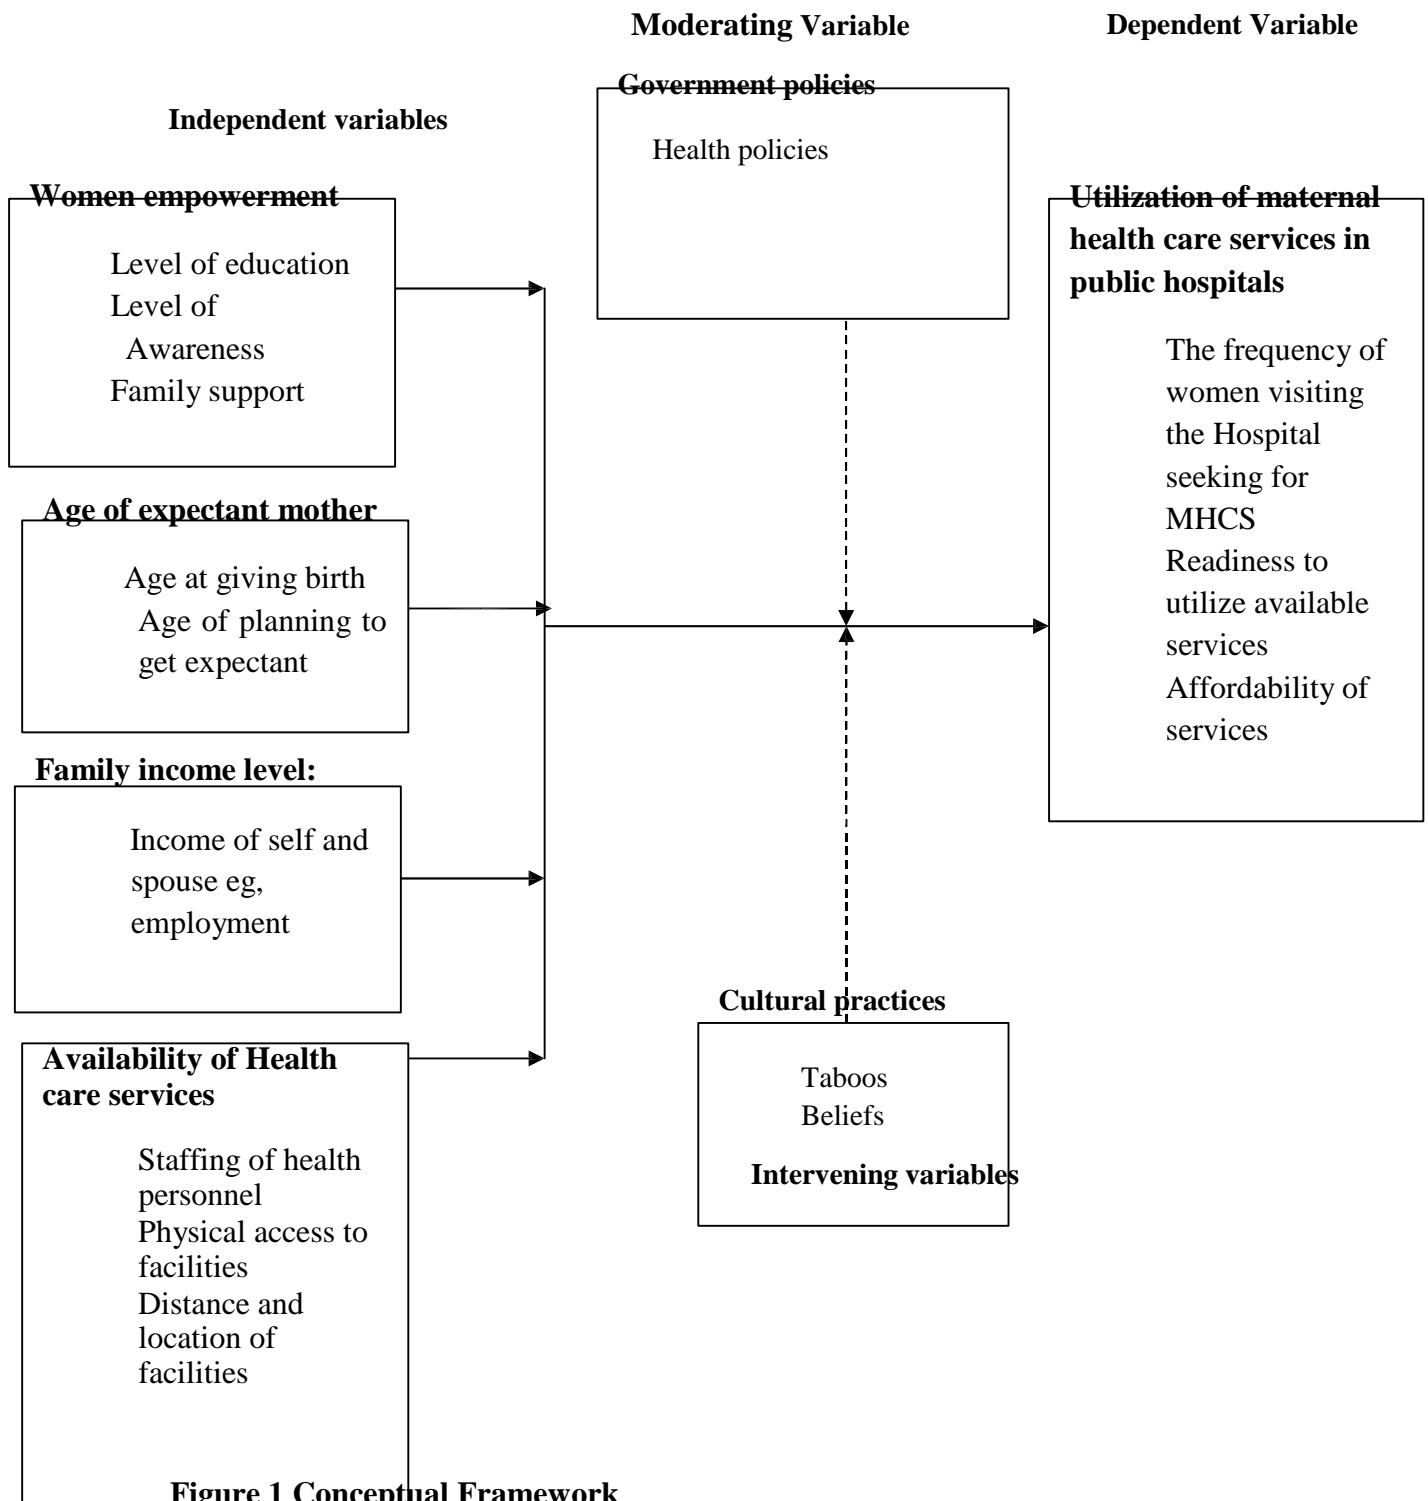 Moderating Variable
Dependent Variable
Independent variables
Government policies
Health policies
Women empowerment
Level of education
Level of
Awareness
Family support
Age of expectant mother
Age at giving birth
Age of planning to
get expectant
Family income level:
Income of self and
spouse eg,
employment
Availability of Health
care services
Staffing of health
personnel
Physical access to
facilities
Distance and
location of
facilities
Cultural practices
Taboos
Beliefs
Intervening variables
Utilization of maternal
health care services in
public hospitals
The frequency of
women visiting
the Hospital
seeking for
MHCS
Readiness to
utilize available
services
Affordability of
services
Figure 1 Conceptual Framework